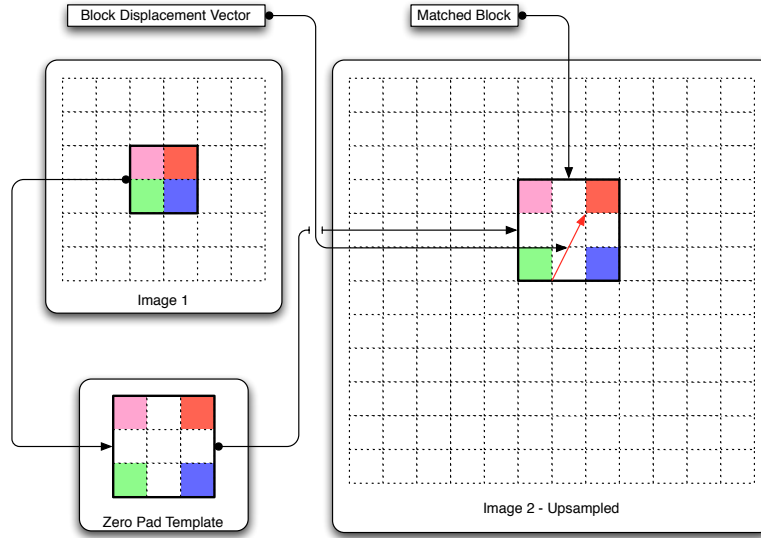 Block Displacement Vector
Matched Block
Image 1
Zero Pad Template
Image 2 - Upsampled